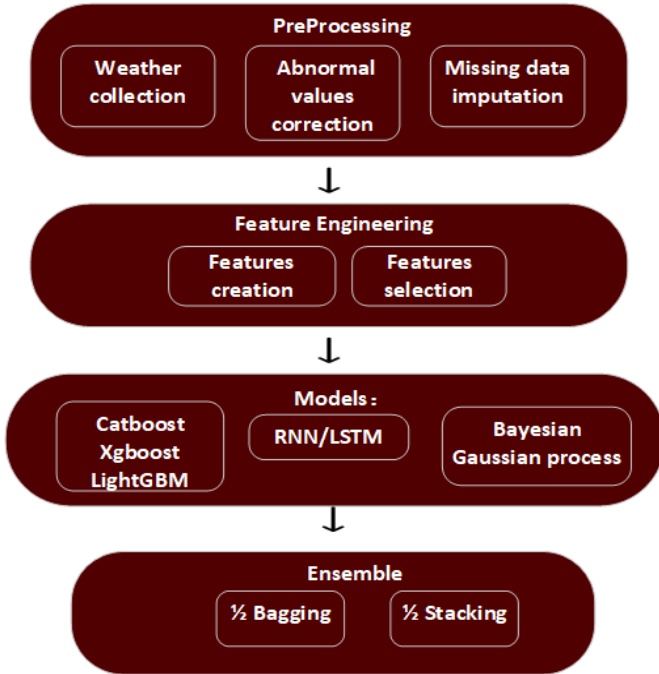 PreProcessing
Weather
collection
Abnormal
values
correction
Missing data
imputation
Feature Engineering
Features
creation
Features
selection
Models：
Catboost
Xgboost
LightGBM
RNN/LSTM
Bayesian
Gaussian process
Ensemble
½ Bagging
½ Stacking